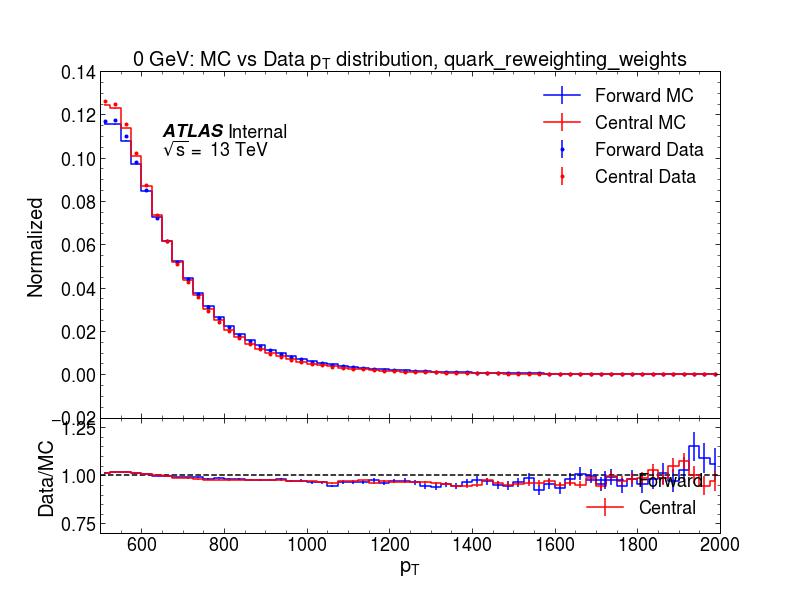 0 GeV: MC vs Data pT distribution, quark_reweighting_weights
0.14
0.12
0.10
0.08
0.06
0.04
0.02
0.00
−0.02
Normalized
ATLAS Internal
√s = 13 TeV
Forward MC
Central MC
Forward Data
Central Data
1.25
1.00
0.75
Data/MC
Forward
Central
600 800 1000 1200 1400 1600 1800 2000
pT